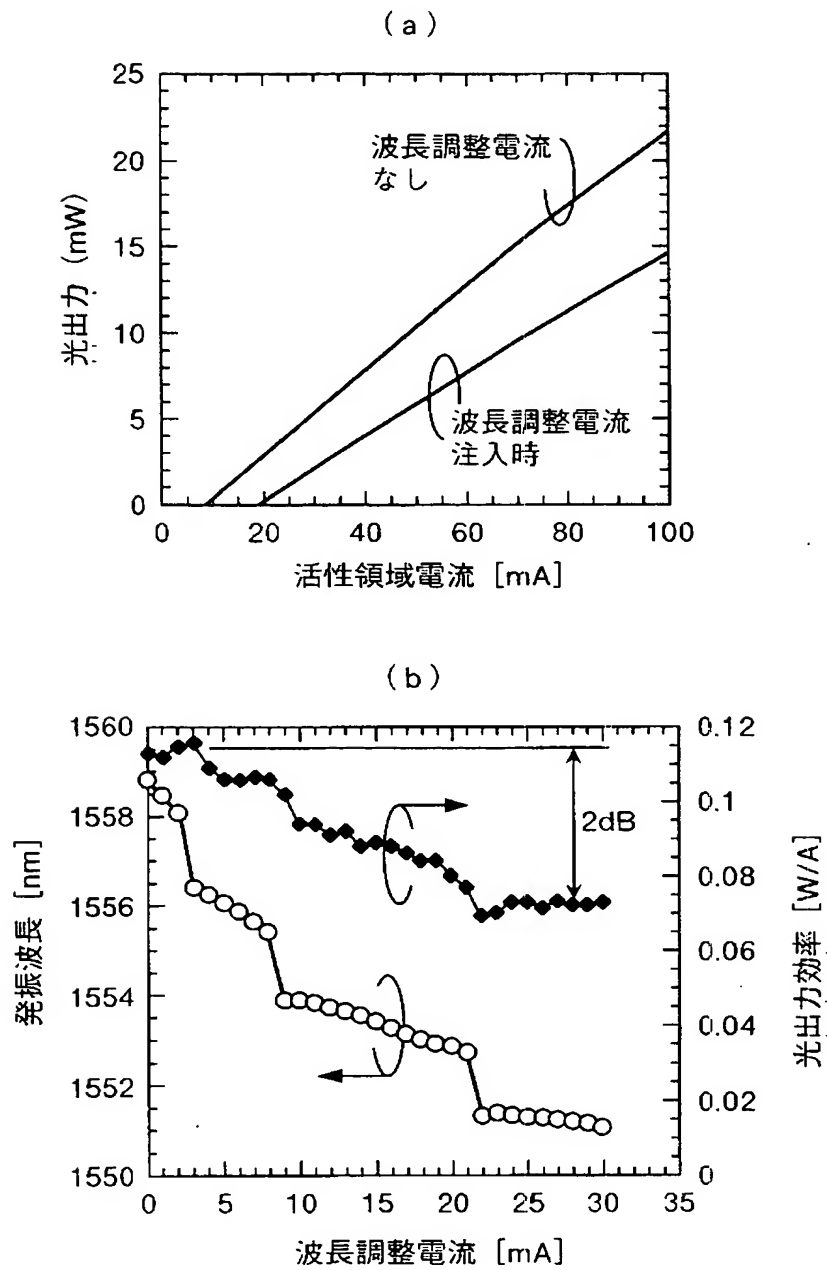 (a)
25
20
15
10
5
0
光出力 (mW)
波長調整電流
なし
波長調整電流
注入時
0 20 40 60 80 100
活性領域電流 [mA]
(b)
1560
1558
1556
1554
1552
1550
発振波長 [nm]
2dB
0.12
0.1
0.08
0.06
0.04
0.02
0
光出力効率 [W/A]
0 5 10 15 20 25 30 35
波長調整電流 [mA]